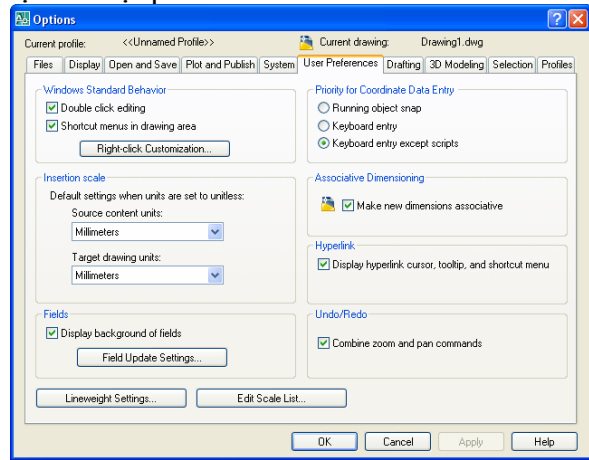 Options
Current profile: <<Unnamed Profile>> Current drawing: Drawing1.dwg
Files Display Open and Save Plot and Publish System User Preferences Drafting 3D Modeling Selection Profiles
Windows Standard Behavior
Double click editing
Shortcut menus in drawing area
Right-click Customization...
Insertion scale
Default settings when units are set to unitless:
Source content units:
Millimeters
Target drawing units:
Millimeters
Fields
Display background of fields
Field Update Settings...
Priority for Coordinate Data Entry
Running object snap
Keyboard entry
Keyboard entry except scripts
Associative Dimensioning
Make new dimensions associative
Hyperlink
Display hyperlink cursor, tooltip, and shortcut menu
Undo/Redo
Combine zoom and pan commands
Lineweight Settings... Edit Scale List...
OK Cancel Apply Help